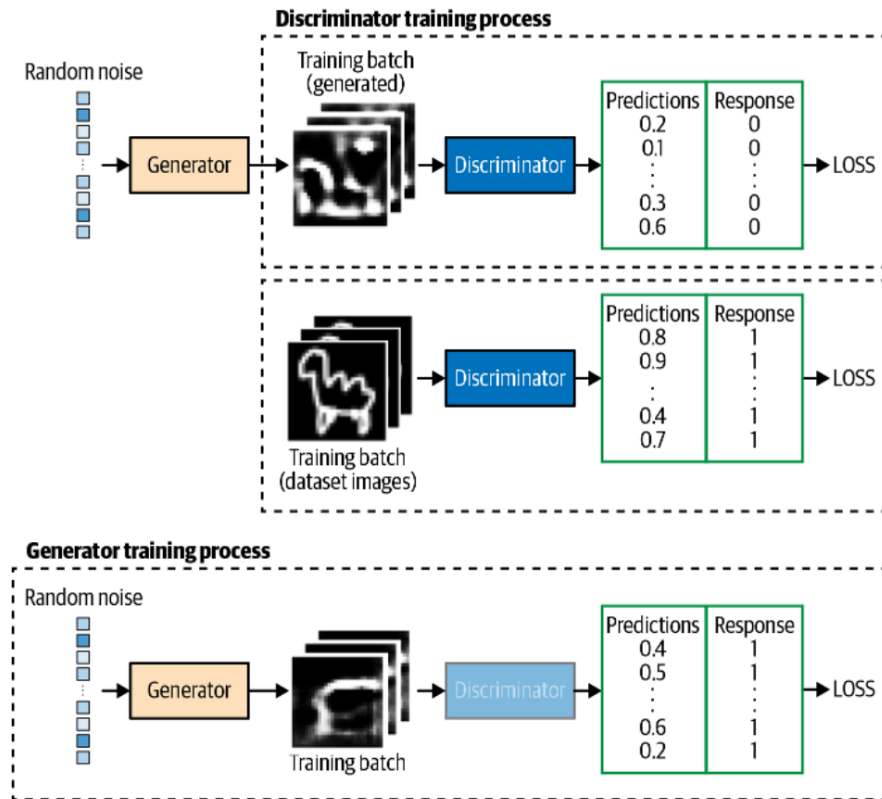 Discriminator training process
Random noise
Training batch
(generated)
Generator
Discriminator
Predictions Response
0.2 0
0.1 0
⋮ ⋮
0.3 0
0.6 0
LOSS
Training batch
(dataset images)
Discriminator
Predictions Response
0.8 1
0.9 1
⋮ ⋮
0.4 1
0.7 1
LOSS
Generator training process
Random noise
Generator
Training batch
Discriminator
Predictions Response
0.4 1
0.5 1
⋮ ⋮
0.6 1
0.2 1
LOSS